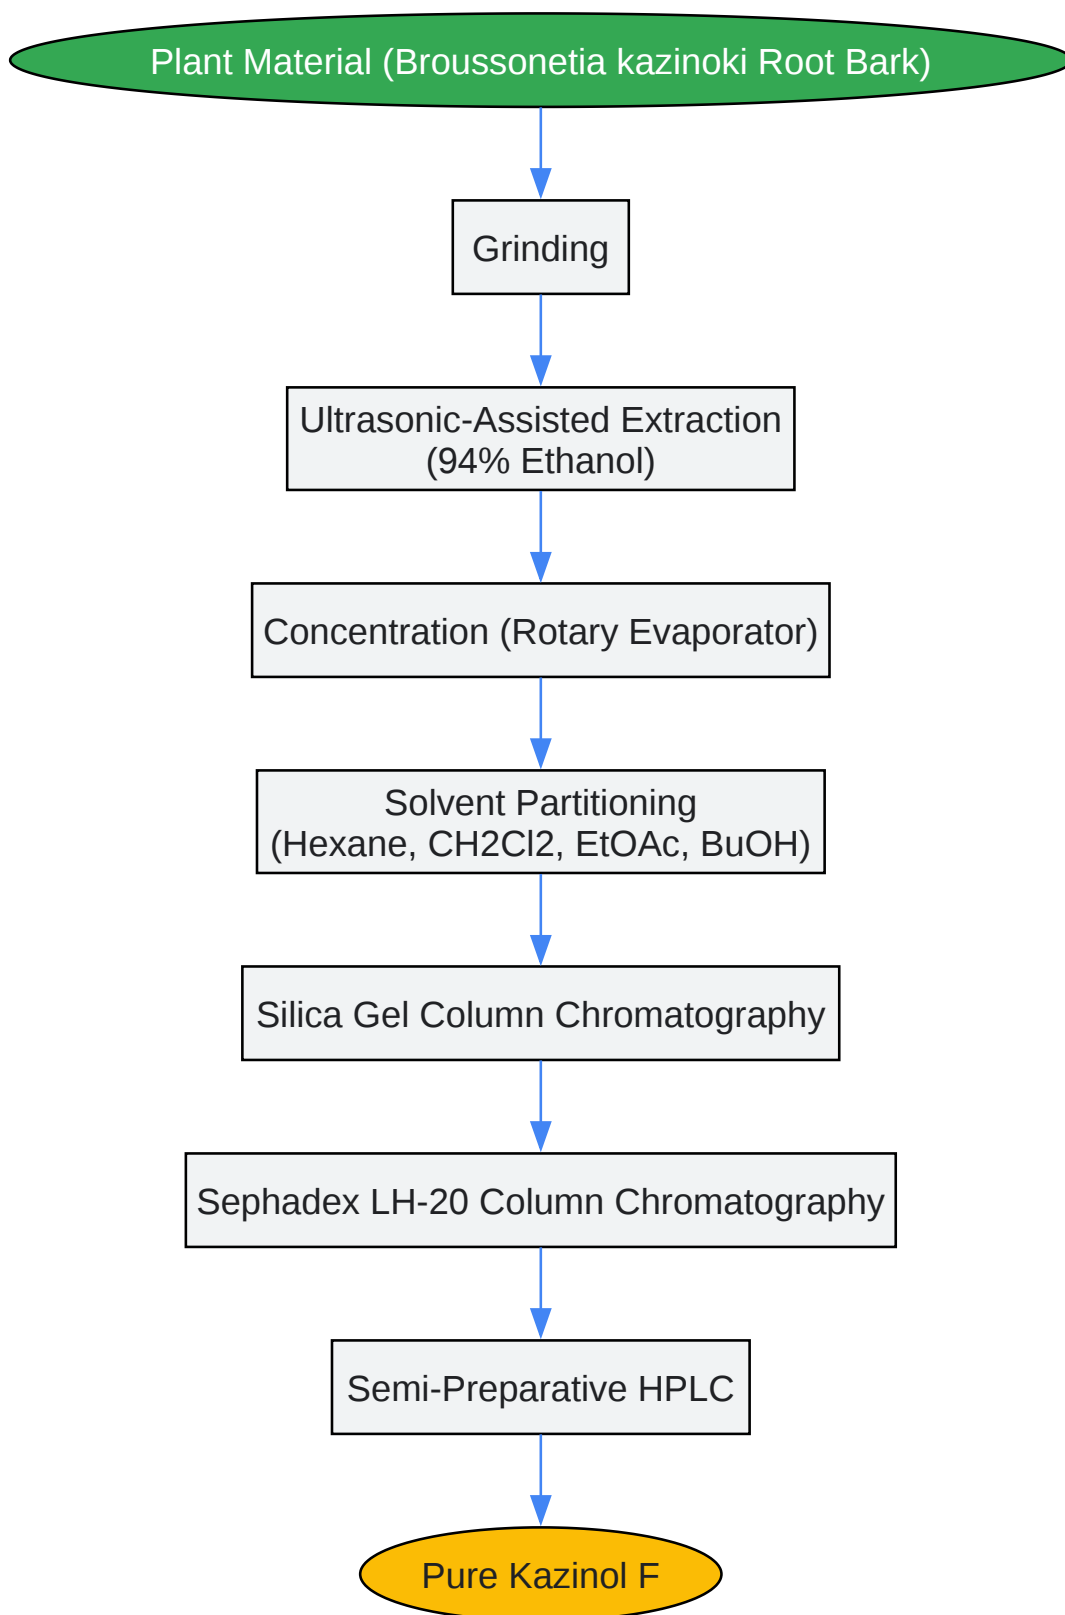 Plant Material (Broussonetia kazinoki Root Bark)
Grinding
Ultrasonic-Assisted Extraction
(94% Ethanol)
Concentration (Rotary Evaporator)
Solvent Partitioning
(Hexane, CH2Cl2, EtOAc, BuOH)
Silica Gel Column Chromatography
Sephadex LH-20 Column Chromatography
Semi-Preparative HPLC
Pure Kazinol F